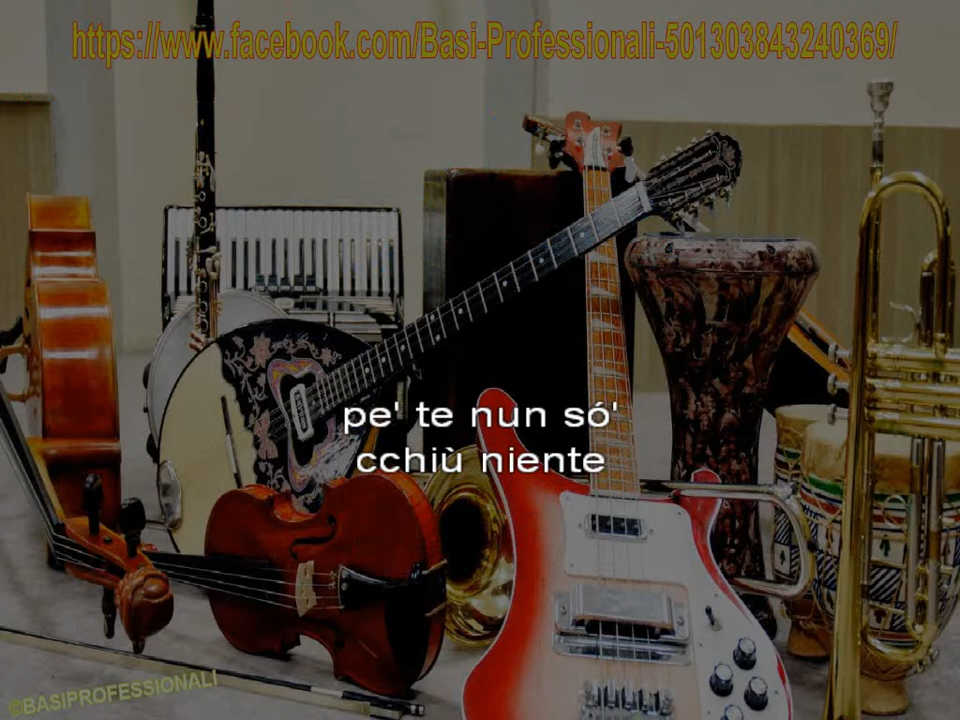 https://www.facebook.com/Basi-Professionali-501303843240369/
pe' te nun só'
cchiù niente
©BASIPROFESSIONALI